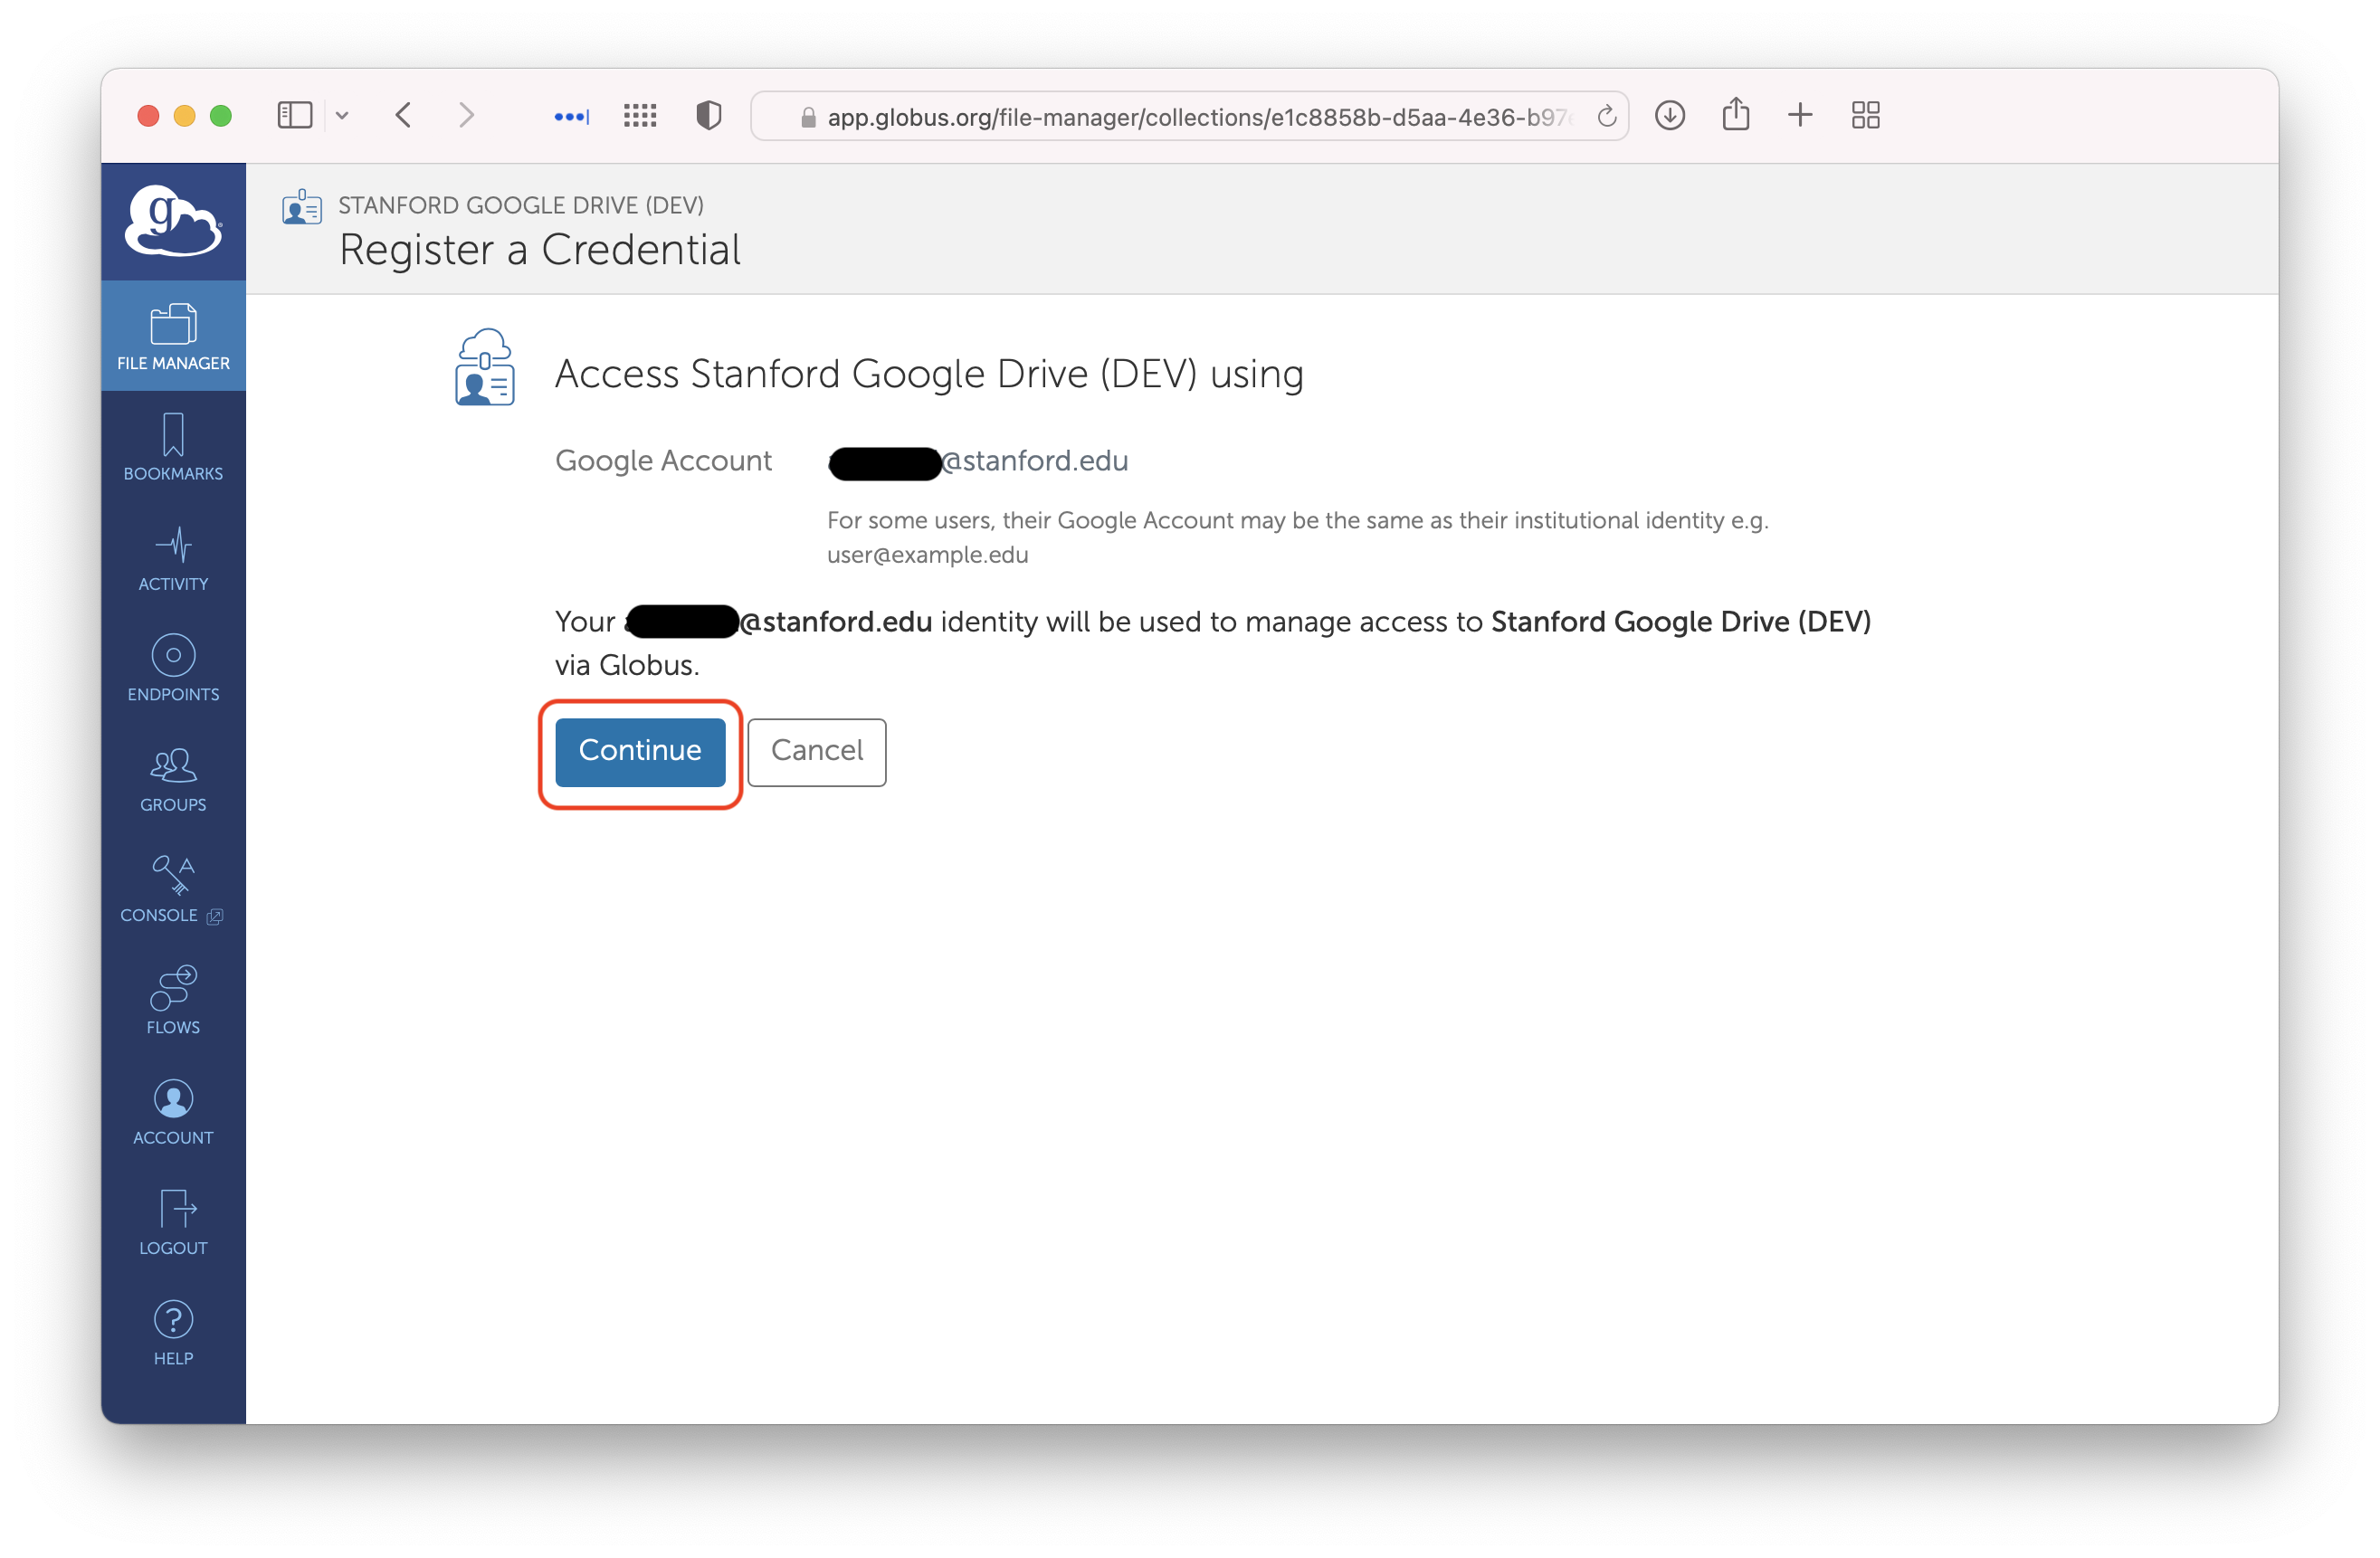 app.globus.org/file-manager/collections/e1c8858b-d5aa-4e36-b97
g
STANFORD GOOGLE DRIVE (DEV)
Register a Credential
FILE MANAGER
BOOKMARKS
ACTIVITY
ENDPOINTS
GROUPS
CONSOLE
FLOWS
ACCOUNT
LOGOUT
HELP
Access Stanford Google Drive (DEV) using
Google Account @stanford.edu
For some users, their Google Account may be the same as their institutional identity e.g.
user@example.edu
Your @stanford.edu identity will be used to manage access to Stanford Google Drive (DEV)
via Globus.
Continue Cancel